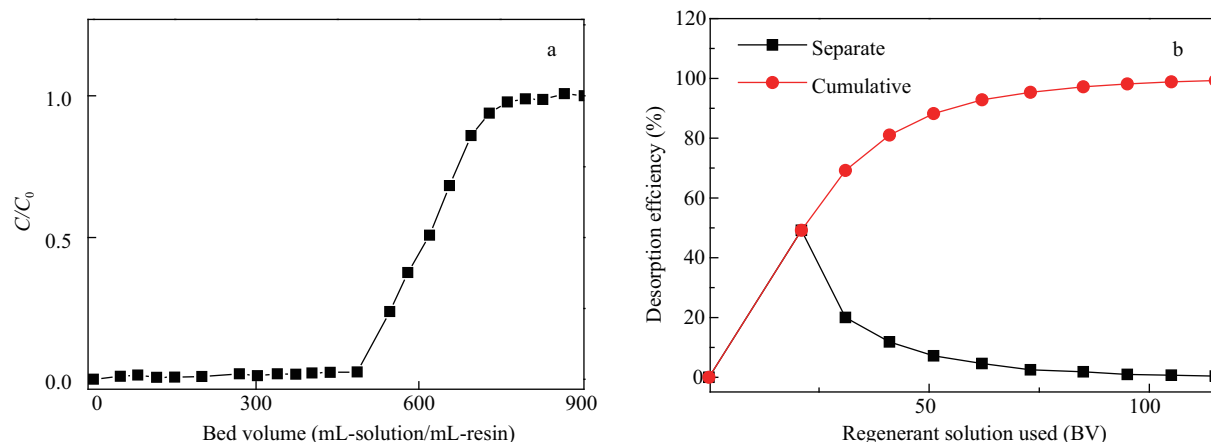 a
1.0
0.5
0.0
C/C0
0 300 600 900
Bed volume (mL-solution/mL-resin)
b
Separate
Cumulative
120
100
80
60
40
20
0
Desorption effciency (%)
50 100
Regenerant solution used (BV)